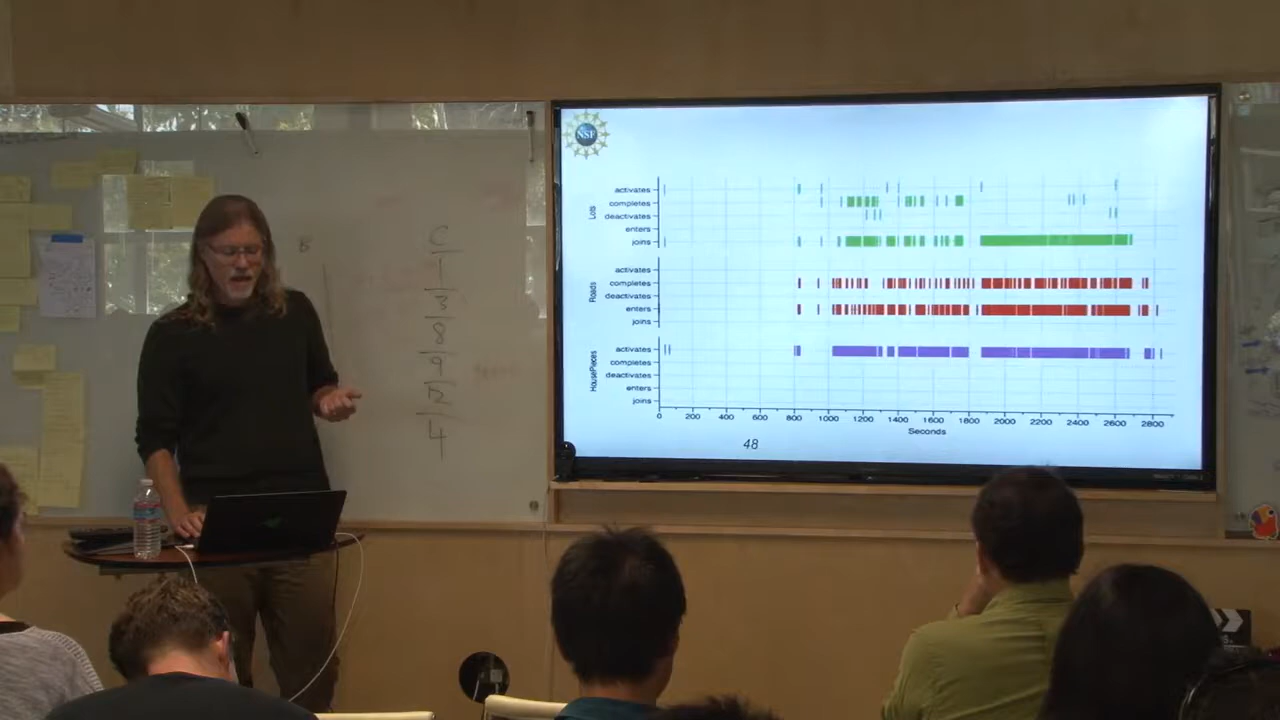 B
C
1
3
8
9
12
4
NSF
Lots
activates
completes
deactivates
enters
joins
Roads
activates
completes
deactivates
enters
joins
HousePieces
activates
completes
deactivates
enters
joins
0 200 400 600 800 1000 1200 1400 1600 1800 2000 2200 2400 2600 2800
Seconds
48